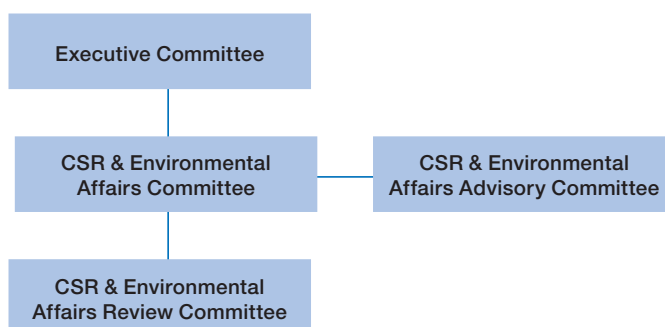 Executive Committee
CSR & Environmental
Affairs Committee
CSR & Environmental
Affairs Advisory Committee
CSR & Environmental
Affairs Review Committee